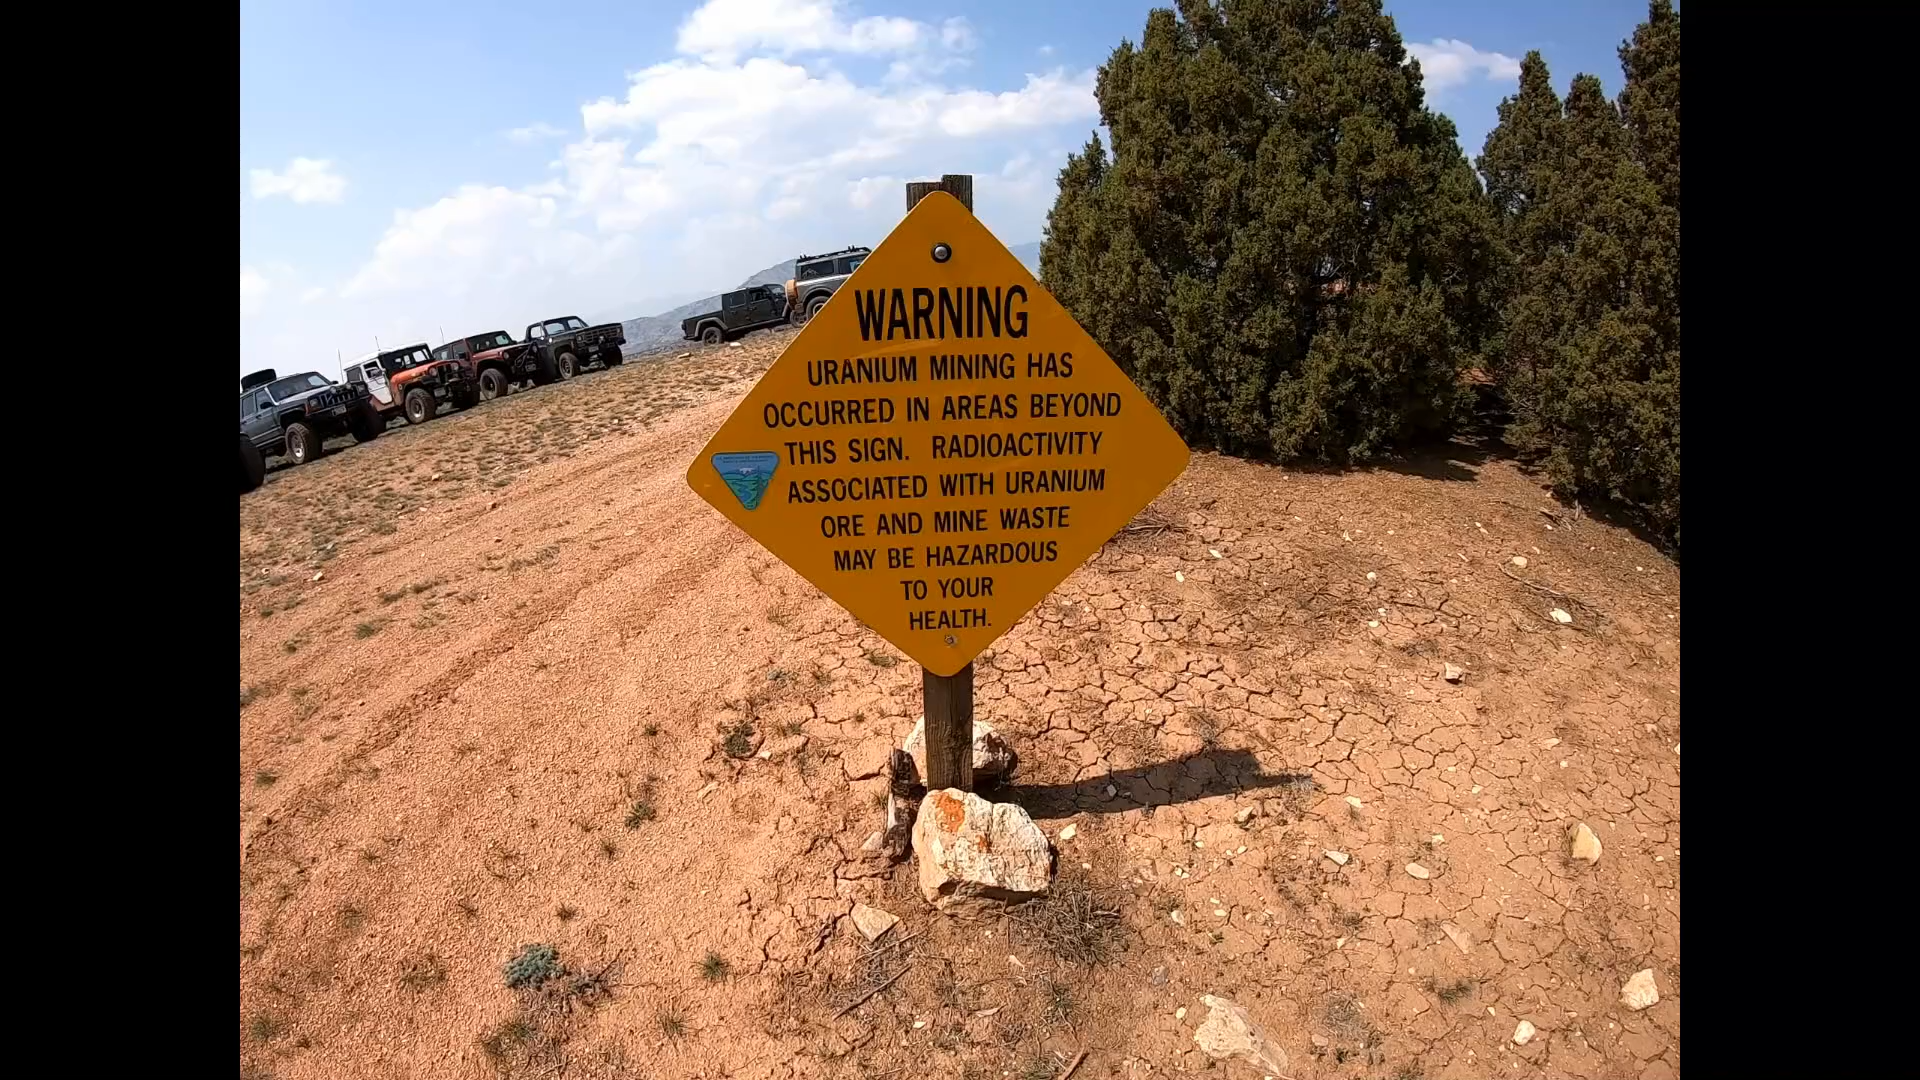 WARNING
URANIUM MINING HAS
OCCURRED IN AREAS BEYOND
THIS SIGN. RADIOACTIVITY
ASSOCIATED WITH URANIUM
ORE AND MINE WASTE
MAY BE HAZARDOUS
TO YOUR
HEALTH.